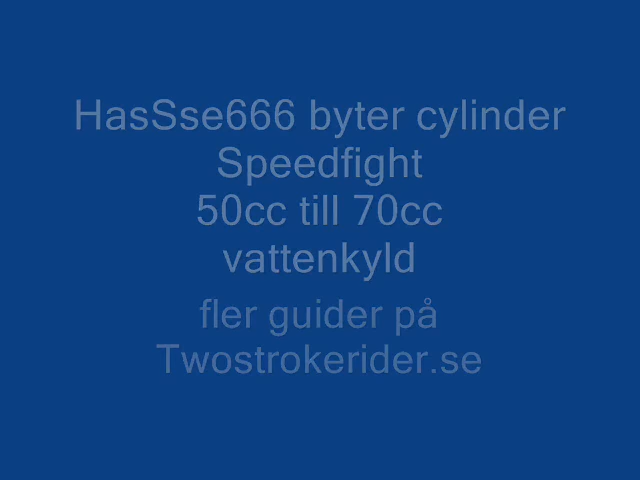 HasSse666 byter cylinder
Speedfight
50cc till 70cc
vattenkyld
fler guider på
Twostrokerider.se